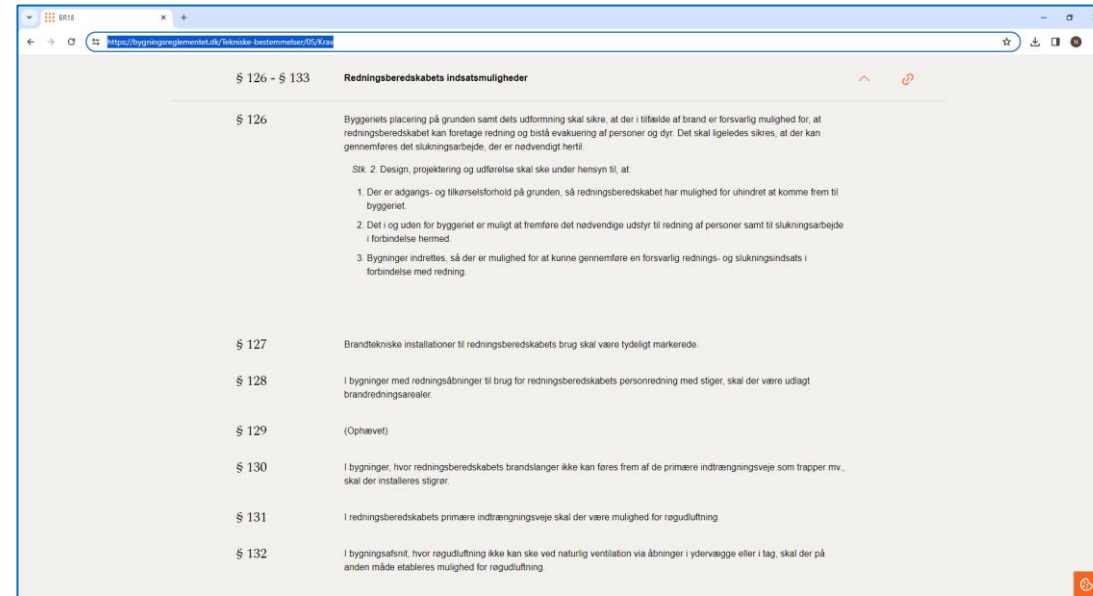 BR18
https://bygningsreglementet.dk/Tekniske-bestemmelser/05/Krav
§ 126 - § 133 Redningsberedskabets indsatsmuligheder
§ 126 Byggeriets placering på grunden samt dets udformning skal sikre, at der i tilfælde af brand er forsvarlig mulighed for, at
redningsberedskabet kan foretage redning og bistå evakuering af personer og dyr. Det skal ligeledes sikres, at der kan
gennemføres det slukningsarbejde, der er nødvendigt hertil.
Stk. 2. Design, projektering og udførelse skal ske under hensyn til, at:
1. Der er adgangs- og tilkørselsforhold på grunden, så redningsberedskabet har mulighed for uhindret at komme frem til
byggeriet.
2. Det i og uden for byggeriet er muligt at fremføre det nødvendige udstyr til redning af personer samt til slukningsarbejde
i forbindelse hermed.
3. Bygninger indrettes, så der er mulighed for at kunne gennemføre en forsvarlig rednings- og slukningsindsats i
forbindelse med redning.
§ 127 Brandtekniske installationer til redningsberedskabets brug skal være tydeligt markerede.
§ 128 I bygninger med redningsåbninger til brug for redningsberedskabets personredning med stiger, skal der være udlagt
brandredningsarealer.
§ 129 (Ophævet)
§ 130 I bygninger, hvor redningsberedskabets brandslanger ikke kan føres frem af de primære indtrængningsveje som trapper mv.,
skal der installeres stigrør.
§ 131 I redningsberedskabets primære indtrængningsveje skal der være mulighed for røgudluftning.
§ 132 I bygningsafsnit, hvor røgudluftning ikke kan ske ved naturlig ventilation via åbninger i ydervægge eller i tag, skal der på
anden måde etableres mulighed for røgudluftning.